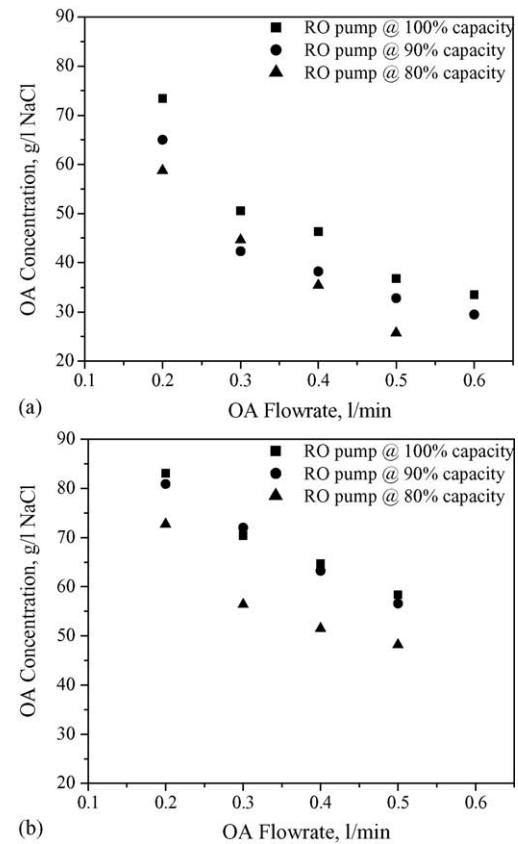 90
RO pump @ 100% capacity
80
RO pump @ 90% capacity
RO pump @ 80% capacity
70
60
50
40
30
20
OA Concentration, g/l NaCl
0.1 0.2 0.3 0.4 0.5 0.6
(a)
OA Flowrate, l/min
90
RO pump @ 100% capacity
80
RO pump @ 90% capacity
RO pump @ 80% capacity
70
60
50
40
30
20
OA Concentration, g/l NaCl
0.1 0.2 0.3 0.4 0.5 0.6
(b)
OA Flowrate, l/min